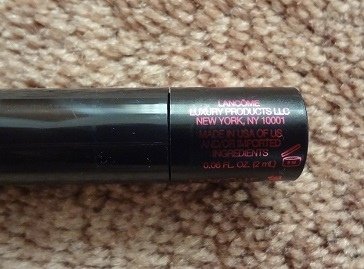 LANCÔME
LUXURY PRODUCTS LLC
NEW YORK, NY 10001
MADE IN USA OF US
AND/OR IMPORTED
INGREDIENTS
0.06 FL. OZ. (2 mL)